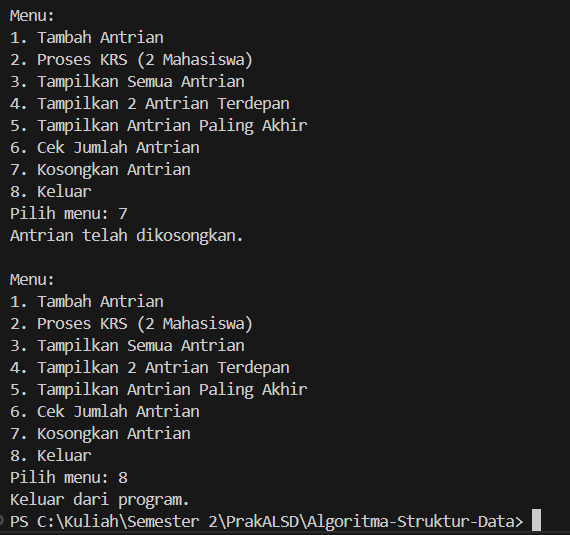 Menu:
1. Tambah Antrian
2. Proses KRS (2 Mahasiswa)
3. Tampilkan Semua Antrian
4. Tampilkan 2 Antrian Terdepan
5. Tampilkan Antrian Paling Akhir
6. Cek Jumlah Antrian
7. Kosongkan Antrian
8. Keluar
Pilih menu: 7
Antrian telah dikosongkan.

Menu:
1. Tambah Antrian
2. Proses KRS (2 Mahasiswa)
3. Tampilkan Semua Antrian
4. Tampilkan 2 Antrian Terdepan
5. Tampilkan Antrian Paling Akhir
6. Cek Jumlah Antrian
7. Kosongkan Antrian
8. Keluar
Pilih menu: 8
Keluar dari program.
PS C:\Kuliah\Semester 2\PrakALSD\Algoritma-Struktur-Data>